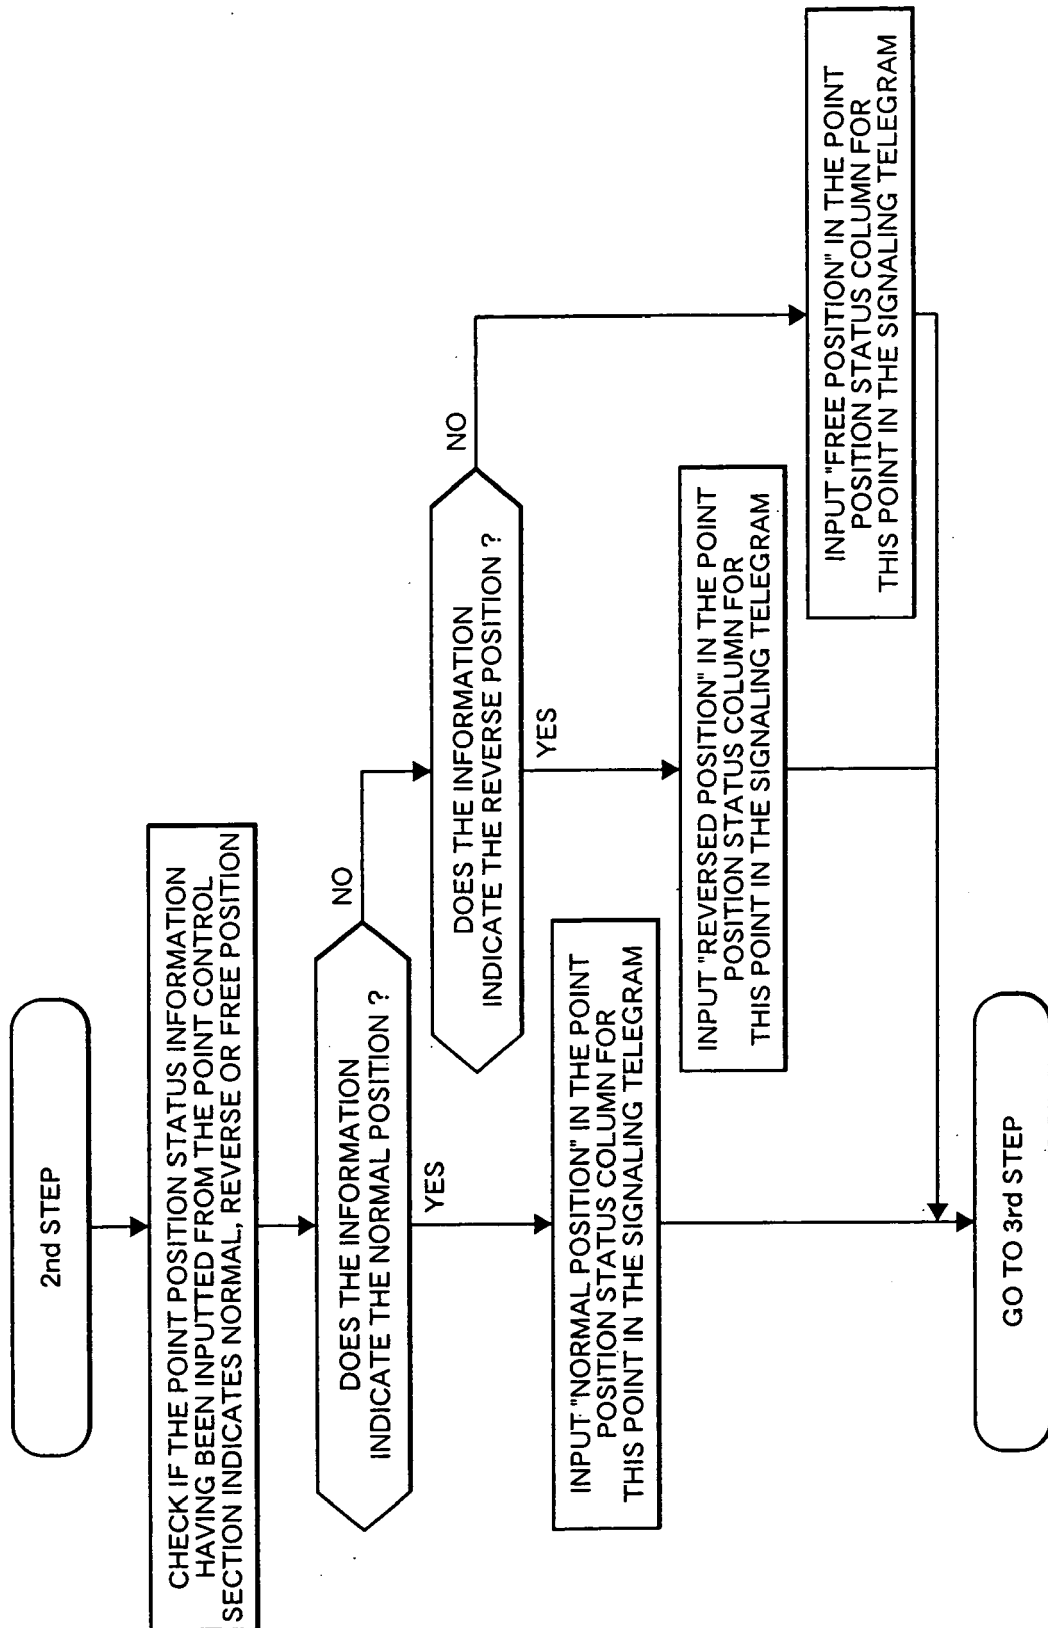 2nd STEP
CHECK IF THE POINT POSITION STATUS INFORMATION
HAVING BEEN INPUTTED FROM THE POINT CONTROL
SECTION INDICATES NORMAL, REVERSE OR FREE POSITION
DOES THE INFORMATION
INDICATE THE NORMAL POSITION ?
NO
YES
DOES THE INFORMATION
INDICATE THE REVERSE POSITION ?
NO
YES
INPUT "NORMAL POSITION" IN THE POINT
POSITION STATUS COLUMN FOR
THIS POINT IN THE SIGNALING TELEGRAM
INPUT "REVERSED POSITION" IN THE POINT
POSITION STATUS COLUMN FOR
THIS POINT IN THE SIGNALING TELEGRAM
INPUT "FREE POSITION" IN THE POINT
POSITION STATUS COLUMN FOR
THIS POINT IN THE SIGNALING TELEGRAM
GO TO 3rd STEP